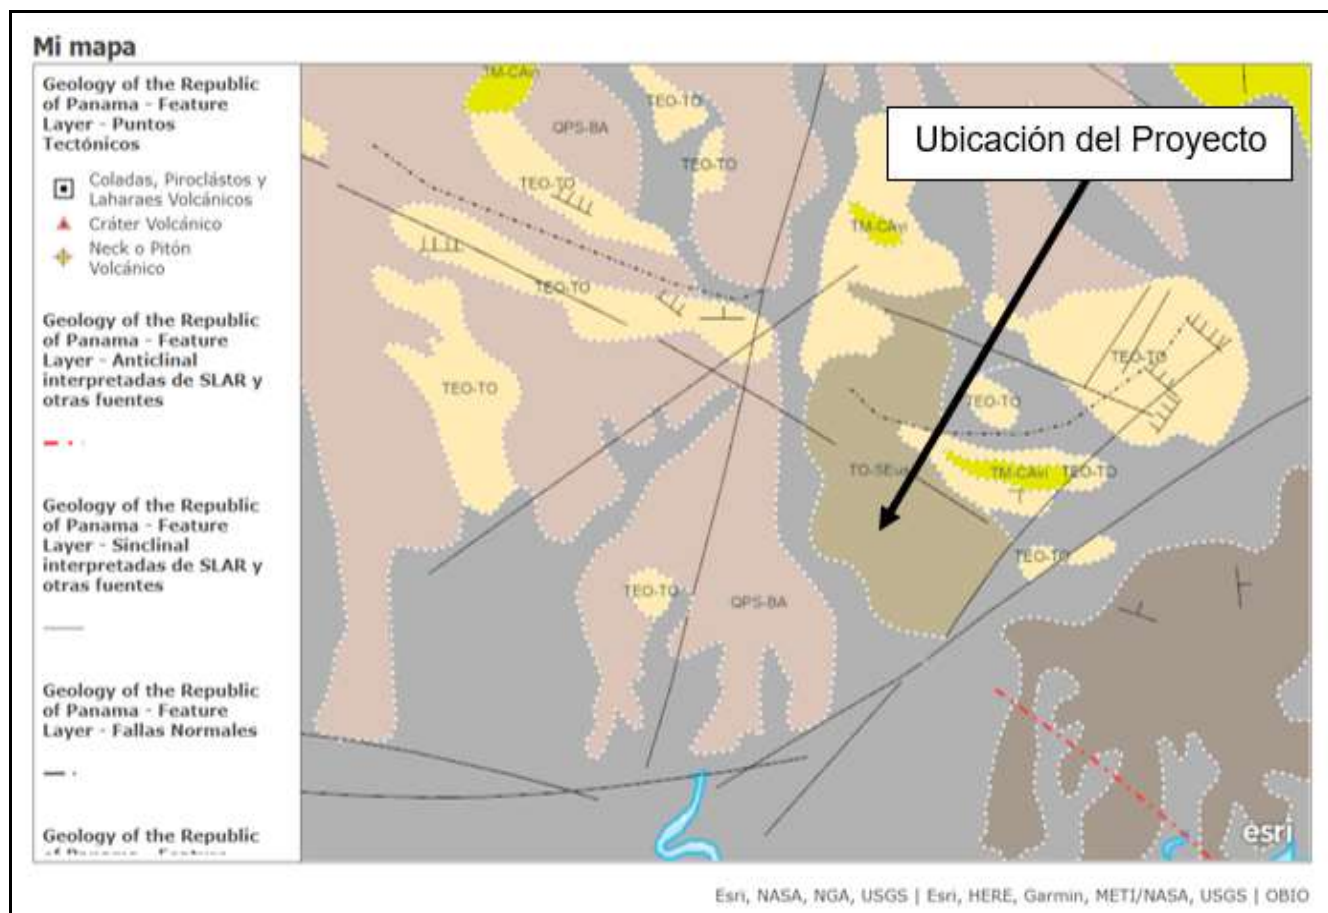 Mi mapa
Geology of the Republic
of Panama - Feature
Layer - Puntos
Tectónicos
Coladas, Piroclástos y
Laharaes Volcánicos
Cráter Volcánico
Neck o Pitón
Volcánico
Geology of the Republic
of Panama - Feature
Layer - Anticlinal
interpretadas de SLAR y
otras fuentes
Geology of the Republic
of Panama - Feature
Layer - Sinclinal
interpretadas de SLAR y
otras fuentes
Geology of the Republic
of Panama - Feature
Layer - Fallas Normales
Geology of the Republic
TM-CAvi
TEO-TO
QPS-BA
Ubicación del Proyecto
TEO-TO
TEO-TO
TM-CAvi
TEO-TO
TEO-TO
TEO-TO
TEO-TO
TO-SEus
TM-CAvi
TEO-TO
TEO-TO
TEO-TO
QPS-BA
esri
Esri, NASA, NGA, USGS | Esri, HERE, Garmin, METI/NASA, USGS | OBIO